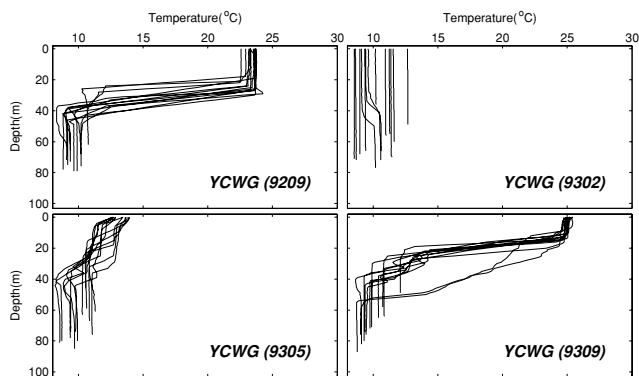 Temperature(°C) Temperature(°C)
10 15 20 25 30 10 15 20 25 30
0
20
40
60
80
100
Depth(m)
YCWG (9209)
YCWG (9302)
0
20
40
60
80
100
Depth(m)
YCWG (9305)
YCWG (9309)